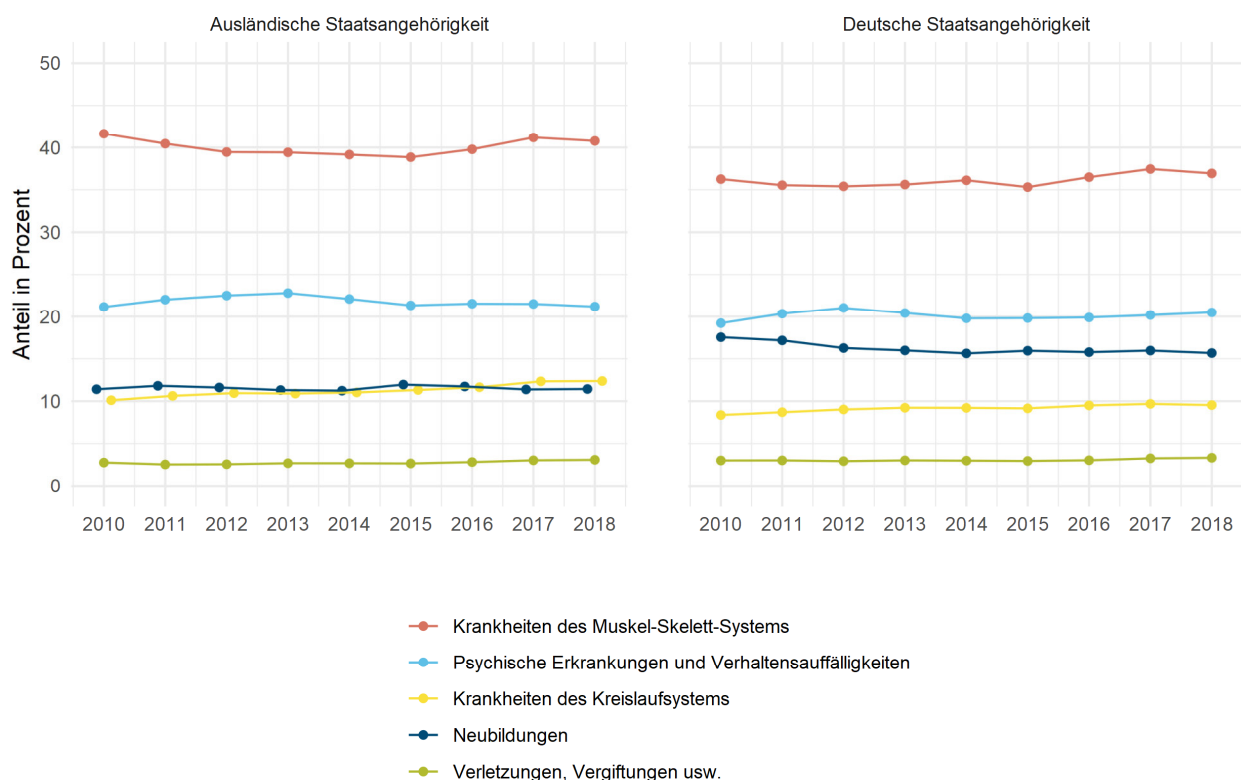 Ausländische Staatsangehörigkeit
Deutsche Staatsangehörigkeit
Anteil in Prozent
50
40
30
20
10
0
2010 2011 2012 2013 2014 2015 2016 2017 2018
2010 2011 2012 2013 2014 2015 2016 2017 2018
Krankheiten des Muskel-Skelett-Systems
Psychische Erkrankungen und Verhaltensauffälligkeiten
Krankheiten des Kreislaufsystems
Neubildungen
Verletzungen, Vergiftungen usw.